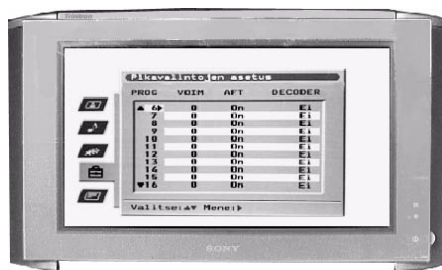 Trinitron
Pikavalintojen asetus
PROG VOIM AFT DECODER
▲ 6▶ 0 On Ei
7 0 On Ei
8 0 On Ei
9 0 On Ei
10 0 On Ei
11 0 On Ei
12 0 On Ei
13 0 On Ei
14 0 On Ei
15 0 On Ei
▼16 0 On Ei
Valitse:▲▼ Mene:▶
SONY